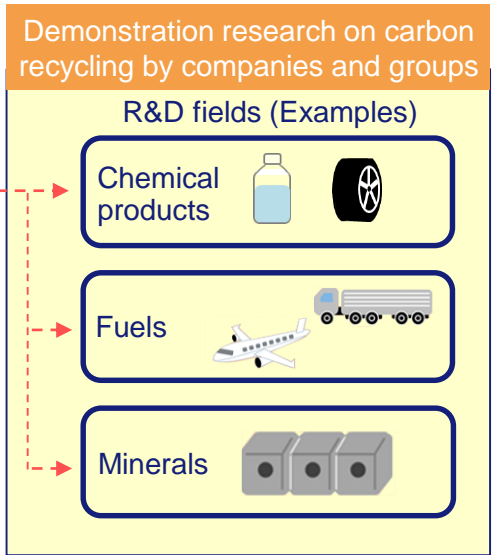 Demonstration research on carbon
recycling by companies and groups
R&D fields (Examples)
Chemical
products
Fuels
Minerals